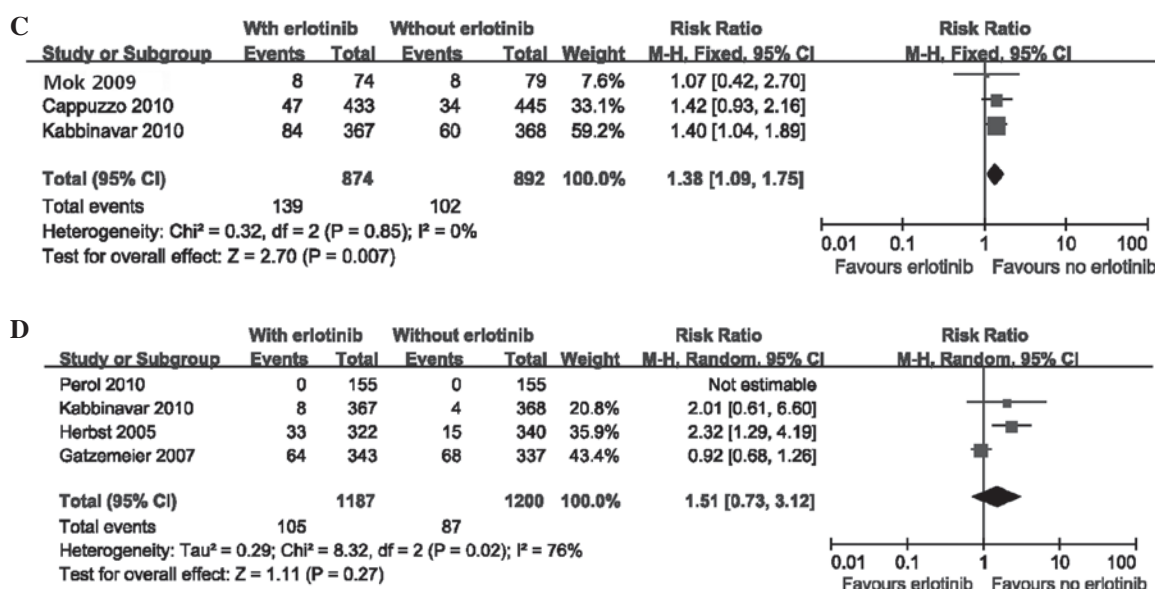 C
Wth erlotinib Wthout erlotinib Risk Ratio Risk Ratio
Study or Subgroup Events Total Events Total Weight M-H, Fixed, 95% CI M-H, Fixed, 95% CI
Mok 2009 8 74 8 79 7.6% 1.07 [0.42, 2.70]
Cappuzzo 2010 47 433 34 445 33.1% 1.42 [0.93, 2.16]
Kabbinavar 2010 84 367 60 368 59.2% 1.40 [1.04, 1.89]
Total (95% CI) 874 892 100.0% 1.38 [1.09, 1.75]
Total events 139 102
Heterogeneity: Chi² = 0.32, df = 2 (P = 0.85); I² = 0%
Test for overall effect: Z = 2.70 (P = 0.007)
0.01 0.1 1 10 100
Favours erlotinib Favours no erlotinib
D
With erlotinib Without erlotinib Risk Ratio Risk Ratio
Study or Subgroup Events Total Events Total Weight M-H, Random, 95% CI M-H, Random, 95% CI
Perol 2010 0 155 0 155 Not estimable
Kabbinavar 2010 8 367 4 368 20.8% 2.01 [0.61, 6.60]
Herbst 2005 33 322 15 340 35.9% 2.32 [1.29, 4.19]
Gatzemeier 2007 64 343 68 337 43.4% 0.92 [0.68, 1.26]
Total (95% CI) 1187 1200 100.0% 1.51 [0.73, 3.12]
Total events 105 87
Heterogeneity: Tau² = 0.29; Chi² = 8.32, df = 2 (P = 0.02); I² = 76%
Test for overall effect: Z = 1.11 (P = 0.27)
0.01 0.1 1 10 100
Favours erlotinib Favours no erlotinib